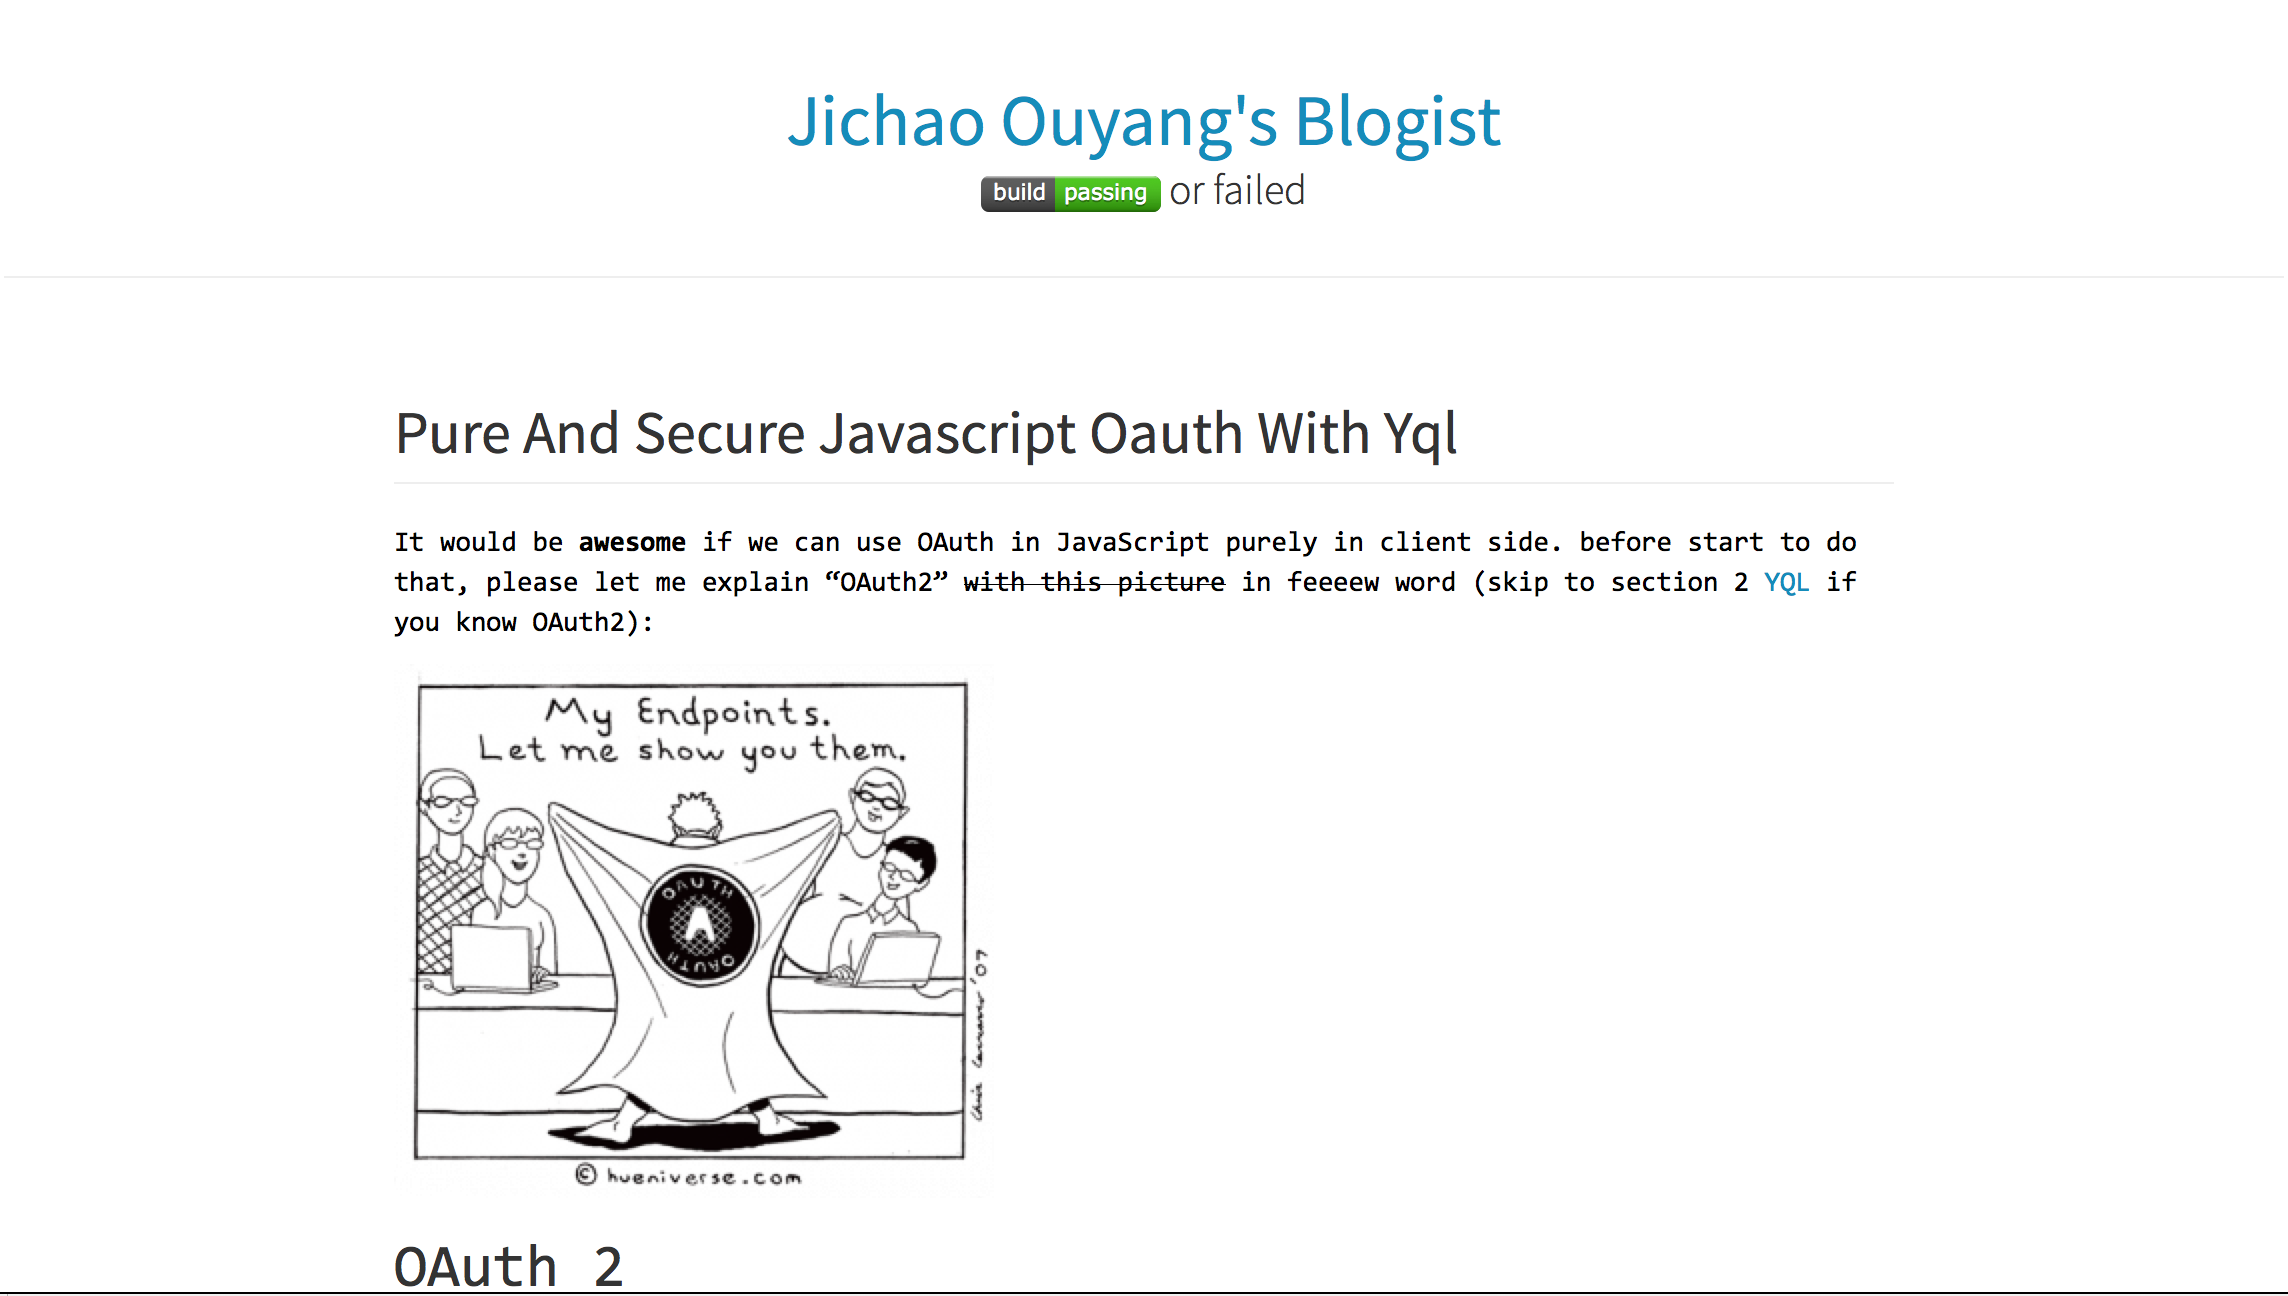 Jichao Ouyang's Blogist
build passing or failed
Pure And Secure Javascript Oauth With Yql
It would be awesome if we can use OAuth in JavaScript purely in client side. before start to do
that, please let me explain “OAuth2” with this picture in feeeew word (skip to section 2 YQL if
you know OAuth2):
My Endpoints.
Let me show you them.
OAUTH
A
OAUTH
'07
© hueniverse.com
OAuth 2